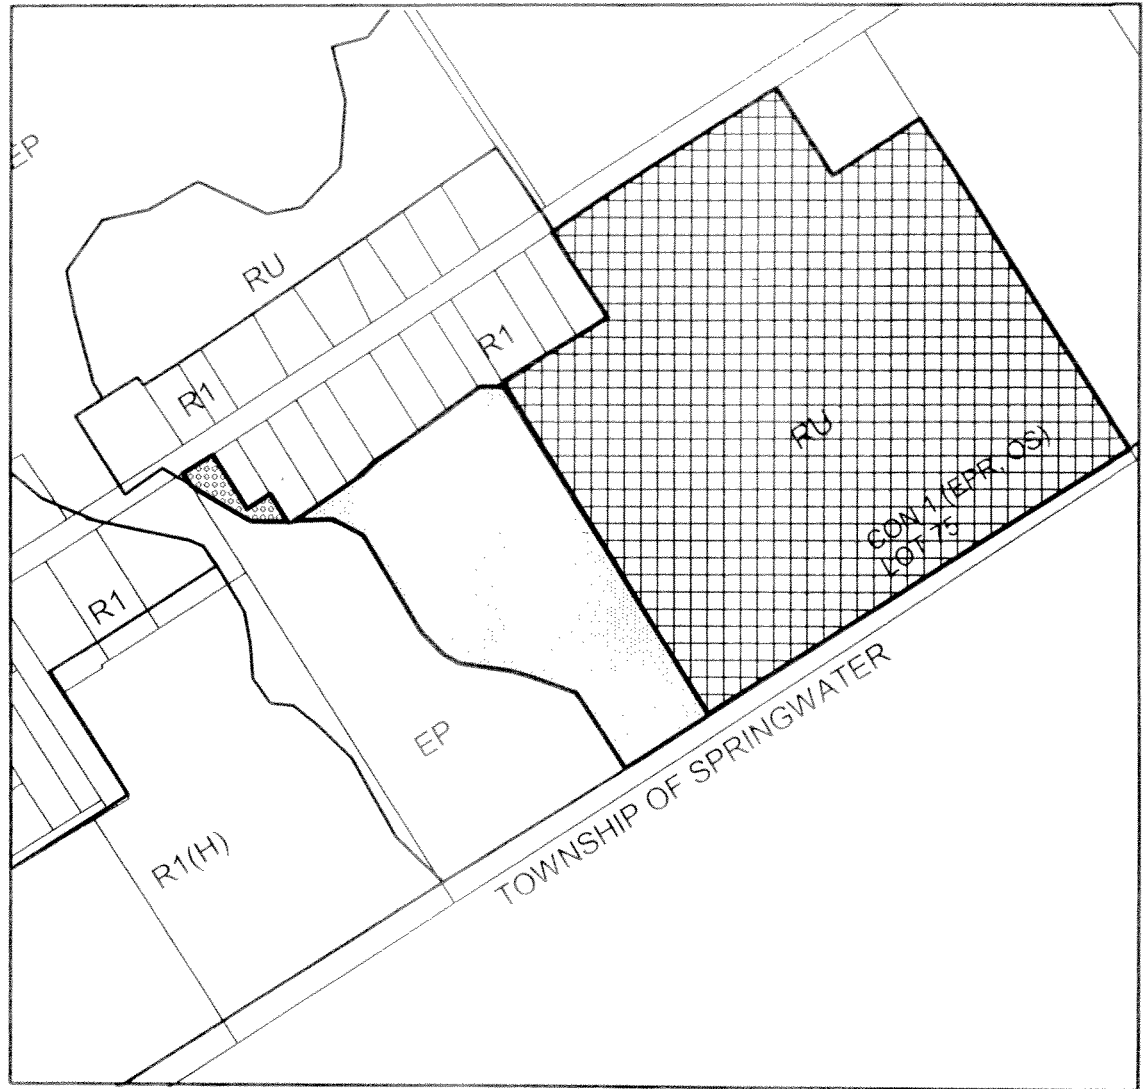 EP
RU
R1
R1
RU
CON 1 (EPR, OS)
LOT 75
R1
EP
R1(H)
TOWNSHIP OF SPRINGWATER